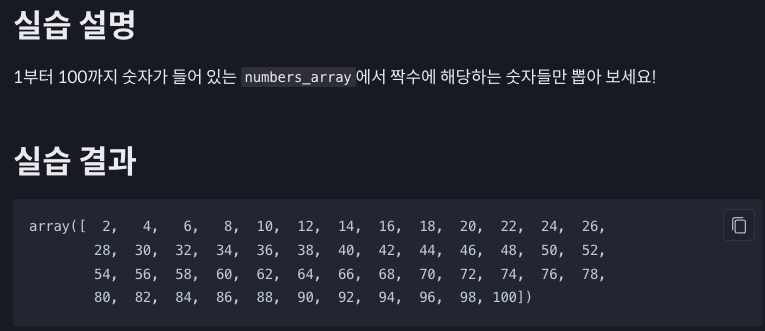 실습 설명
1부터 100까지 숫자가 들어 있는 numbers_array에서 짝수에 해당하는 숫자들만 뽑아 보세요!
실습 결과
array([  2,   4,   6,   8,  10,  12,  14,  16,  18,  20,  22,  24,  26,
        28,  30,  32,  34,  36,  38,  40,  42,  44,  46,  48,  50,  52,
        54,  56,  58,  60,  62,  64,  66,  68,  70,  72,  74,  76,  78,
        80,  82,  84,  86,  88,  90,  92,  94,  96,  98, 100])